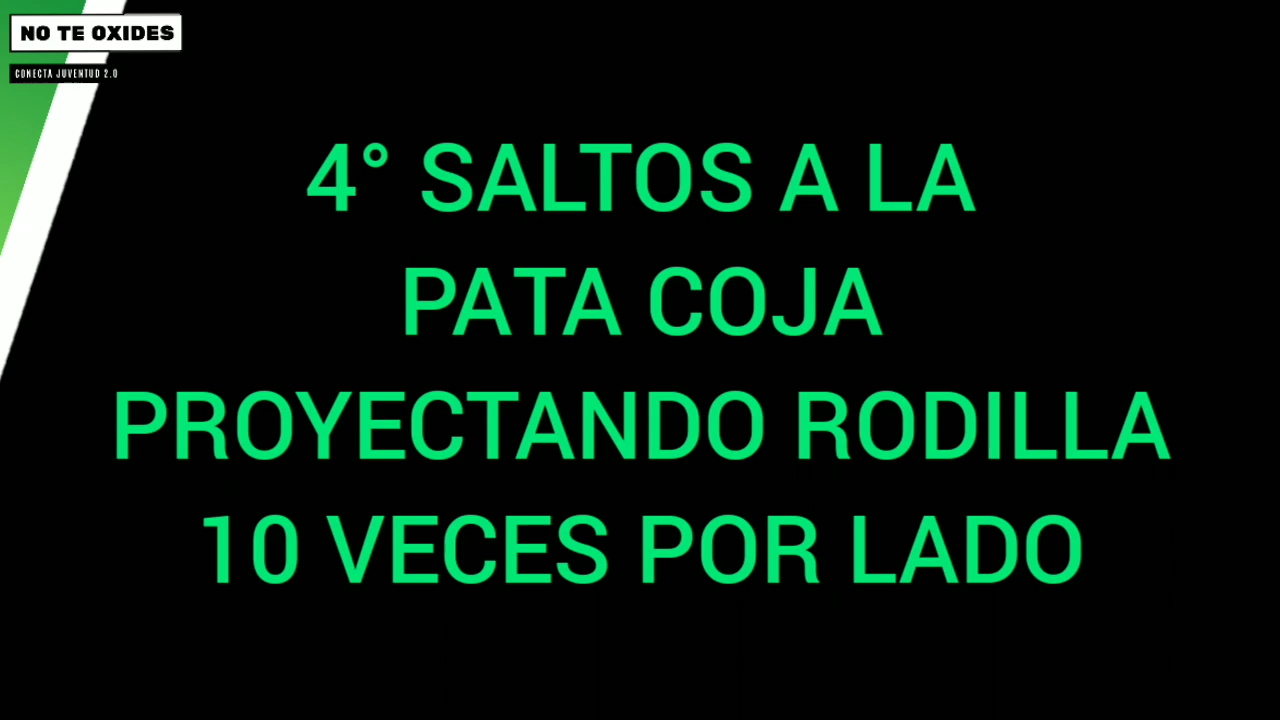 NO TE OXIDES
CONECTA JUVENTUD 2.0
4° SALTOS A LA
PATA COJA
PROYECTANDO RODILLA
10 VECES POR LADO